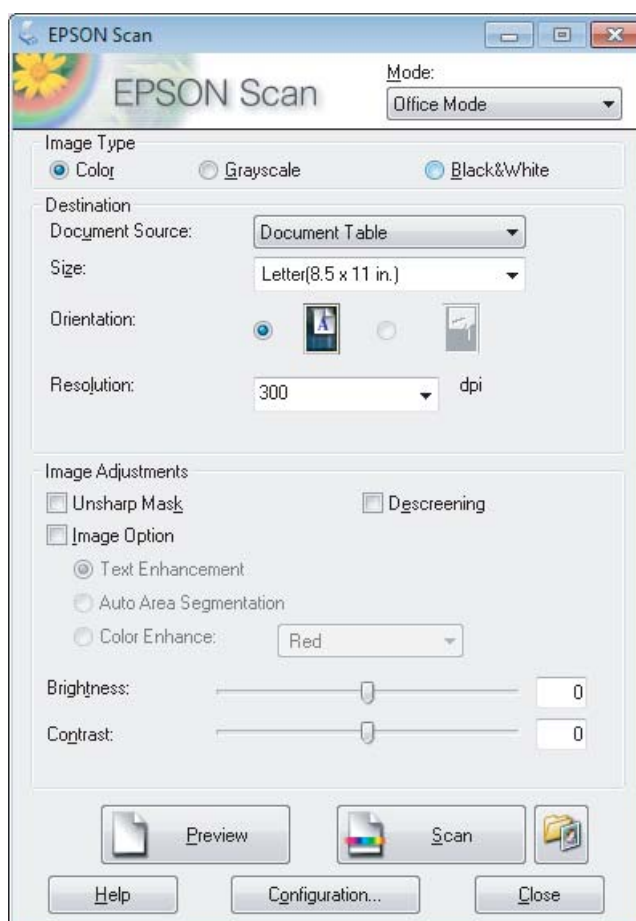 EPSON Scan
EPSON Scan
Mode:
Office Mode
Image Type
Color
Grayscale
Black&White
Destination
Document Source:
Document Table
Size:
Letter(8.5 x 11 in.)
Orientation:
A
Resolution:
300
dpi
Image Adjustments
Unsharp Mask
Descreening
Image Option
Text Enhancement
Auto Area Segmentation
Color Enhance:
Red
Brightness:
0
Contrast:
0
Preview
Scan
Help
Configuration...
Close